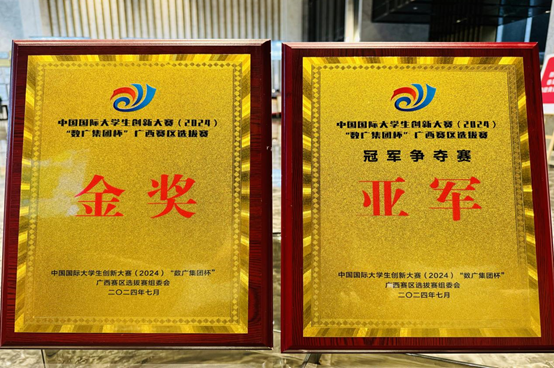 中国国际大学生创新大赛（2024）
“数广集团杯”广西赛区选拔赛
金奖
中国国际大学生创新大赛（2024）“数广集团杯”
广西赛区选拔赛组委会
二〇二四年七月
中国国际大学生创新大赛（2024）
“数广集团杯”广西赛区选拔赛
冠军争夺赛
亚军
中国国际大学生创新大赛（2024）“数广集团杯”
广西赛区选拔赛组委会
二〇二四年七月